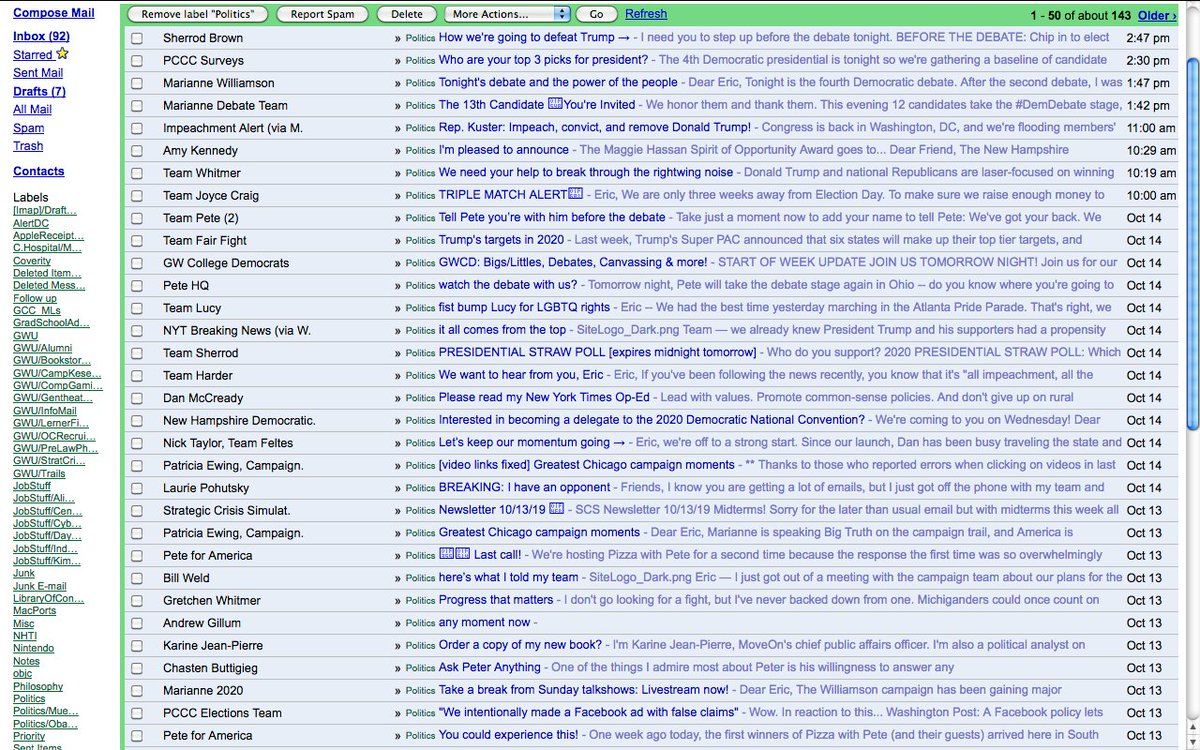 Compose Mail
Inbox (92)
Starred
Sent Mail
Drafts (7)
All Mail
Spam
Trash
Contacts
Labels
[Imap]/Draft...
AlertDC
AppleReceipt...
C.Hospital/M...
Coverity
Deleted Item...
Deleted Mess...
Follow up
GCC_MLs
GradSchoolAd...
GWU
GWU/Alumni
GWU/Bookstor...
GWU/CampKese...
GWU/CompGami...
GWU/Gentheat...
GWU/InfoMail
GWU/LernerFi...
GWU/OCRecrui...
GWU/PreLawPh...
GWU/StratCri...
GWU/Trails
JobStuff
JobStuff/Ali...
JobStuff/Cen...
JobStuff/Cyb...
JobStuff/Day...
JobStuff/Ind...
JobStuff/Kim...
Junk
Junk E-mail
LibraryOfCon...
MacPorts
Misc
NHTI
Nintendo
Notes
objc
Philosophy
Politics
Politics/Mue...
Politics/Oba...
Priority
Sent Items
Remove label "Politics" Report Spam Delete More Actions... Go Refresh 1 - 50 of about 143 Older ›
Sherrod Brown » Politics How we're going to defeat Trump → - I need you to step up before the debate tonight. BEFORE THE DEBATE: Chip in to elect 2:47 pm
PCCC Surveys » Politics Who are your top 3 picks for president? - The 4th Democratic presidential is tonight so we're gathering a baseline of candidate 2:30 pm
Marianne Williamson » Politics Tonight's debate and the power of the people - Dear Eric, Tonight is the fourth Democratic debate. After the second debate, I was 1:47 pm
Marianne Debate Team » Politics The 13th Candidate You're Invited - We honor them and thank them. This evening 12 candidates take the #DemDebate stage, 1:42 pm
Impeachment Alert (via M. » Politics Rep. Kuster: Impeach, convict, and remove Donald Trump! - Congress is back in Washington, DC, and we're flooding members' 11:00 am
Amy Kennedy » Politics I'm pleased to announce - The Maggie Hassan Spirit of Opportunity Award goes to... Dear Friend, The New Hampshire 10:29 am
Team Whitmer » Politics We need your help to break through the rightwing noise - Donald Trump and national Republicans are laser-focused on winning 10:19 am
Team Joyce Craig » Politics TRIPLE MATCH ALERT - Eric, We are only three weeks away from Election Day. To make sure we raise enough money to 10:00 am
Team Pete (2) » Politics Tell Pete you're with him before the debate - Take just a moment now to add your name to tell Pete: We've got your back. We Oct 14
Team Fair Fight » Politics Trump's targets in 2020 - Last week, Trump's Super PAC announced that six states will make up their top tier targets, and Oct 14
GW College Democrats » Politics GWCD: Bigs/Littles, Debates, Canvassing & more! - START OF WEEK UPDATE JOIN US TOMORROW NIGHT! Join us for our Oct 14
Pete HQ » Politics watch the debate with us? - Tomorrow night, Pete will take the debate stage again in Ohio – do you know where you're going to Oct 14
Team Lucy » Politics fist bump Lucy for LGBTQ rights - Eric – We had the best time yesterday marching in the Atlanta Pride Parade. That's right, we Oct 14
NYT Breaking News (via W. » Politics it all comes from the top - SiteLogo_Dark.png Team — we already knew President Trump and his supporters had a propensity Oct 14
Team Sherrod » Politics PRESIDENTIAL STRAW POLL [expires midnight tomorrow] - Who do you support? 2020 PRESIDENTIAL STRAW POLL: Which Oct 14
Team Harder » Politics We want to hear from you, Eric - Eric, If you've been following the news recently, you know that it's "all impeachment, all the Oct 14
Dan McCready » Politics Please read my New York Times Op-Ed - Lead with values. Promote common-sense policies. And don't give up on rural Oct 14
New Hampshire Democratic. » Politics Interested in becoming a delegate to the 2020 Democratic National Convention? - We're coming to you on Wednesday! Dear Oct 14
Nick Taylor, Team Feltes » Politics Let's keep our momentum going → - Eric, we're off to a strong start. Since our launch, Dan has been busy traveling the state and Oct 14
Patricia Ewing, Campaign. » Politics [video links fixed] Greatest Chicago campaign moments - ** Thanks to those who reported errors when clicking on videos in last Oct 14
Laurie Pohutsky » Politics BREAKING: I have an opponent - Friends, I know you are getting a lot of emails, but I just got off the phone with my team and Oct 14
Strategic Crisis Simulat. » Politics Newsletter 10/13/19 - SCS Newsletter 10/13/19 Midterms! Sorry for the later than usual email but with midterms this week all Oct 13
Patricia Ewing, Campaign. » Politics Greatest Chicago campaign moments - Dear Eric, Marianne is speaking Big Truth on the campaign trail, and America is Oct 13
Pete for America » Politics Last call! - We're hosting Pizza with Pete for a second time because the response the first time was so overwhelmingly Oct 13
Bill Weld » Politics here's what I told my team - SiteLogo_Dark.png Eric — I just got out of a meeting with the campaign team about our plans for the Oct 13
Gretchen Whitmer » Politics Progress that matters - I don't go looking for a fight, but I've never backed down from one. Michiganders could once count on Oct 13
Andrew Gillum » Politics any moment now - Oct 13
Karine Jean-Pierre » Politics Order a copy of my new book? - I'm Karine Jean-Pierre, MoveOn's chief public affairs officer. I'm also a political analyst on Oct 13
Chasten Buttigieg » Politics Ask Peter Anything - One of the things I admire most about Peter is his willingness to answer any Oct 13
Marianne 2020 » Politics Take a break from Sunday talkshows: Livestream now! - Dear Eric, The Williamson campaign has been gaining major Oct 13
PCCC Elections Team » Politics "We intentionally made a Facebook ad with false claims" - Wow. In reaction to this... Washington Post: A Facebook policy lets Oct 13
Pete for America » Politics You could experience this! - One week ago today, the first winners of Pizza with Pete (and their guests) arrived here in South Oct 13